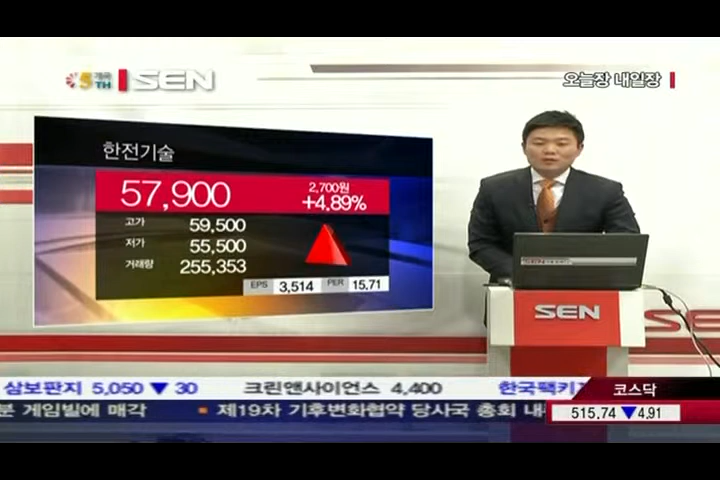 5
TH
SEN
오늘장 내일장
한전기술
57,900
2,700원
+4.89%
고가 59,500
저가 55,500
거래량 255,353
EPS 3,514 PER 15.71
SEN
SEN
삼보판지 5,050 ▼ 30 크린앤사이언스 4,400 한국팩키
코스닥
515.74 ▼4.91
분 게임빌에 매각 ▪ 제19차 기후변화협약 당사국 총회 내